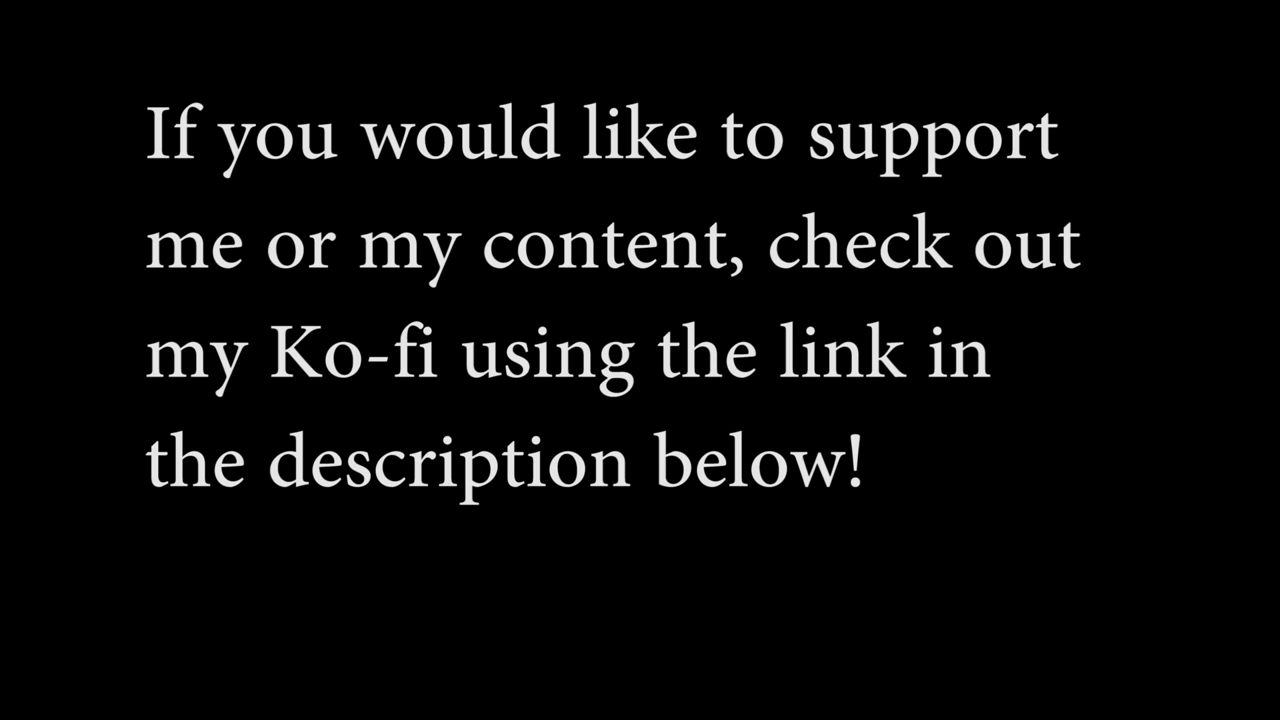 If you would like to support
me or my content, check out
my Ko-fi using the link in
the description below!